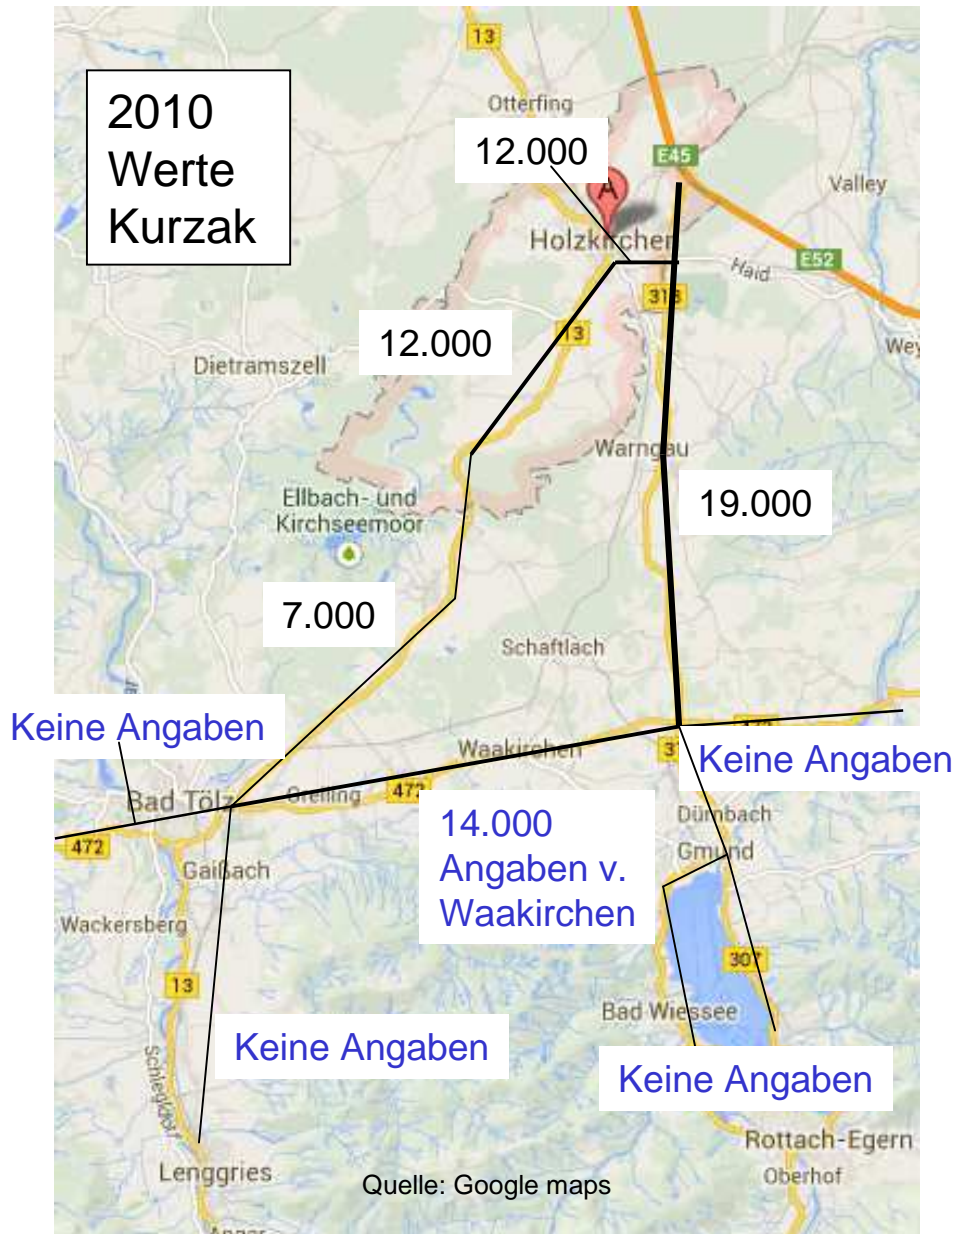 13
2010
Werte
Kurzak
Otterfing
12.000
E45
Valley
A
Holzkirchen
Haid
E52
318
13
12.000
Dietramszell
Warngau
Ellbach- und
Kirchseemoor
19.000
7.000
Schaftlach
Keine Angaben
Waakirchen
Keine Angaben
Bad Tölz
Greiling
472
14.000
Angaben v.
Waakirchen
Dürnbach
Gmund
472
Gaißach
Wackersberg
307
13
Bad Wiessee
Keine Angaben
Keine Angaben
Rottach-Egern
Lenggries
Quelle: Google maps
Oberhof